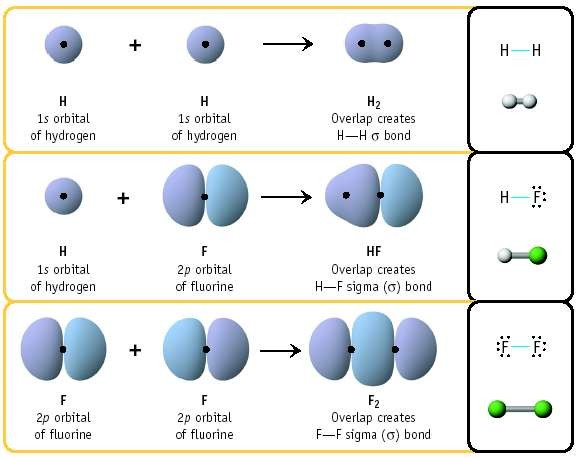 +
H
1s orbital
of hydrogen
H
1s orbital
of hydrogen
H₂
Overlap creates
H—H σ bond
H—H
+
H
1s orbital
of hydrogen
F
2p orbital
of fluorine
HF
Overlap creates
H—F sigma (σ) bond
H—F
+
F
2p orbital
of fluorine
F
2p orbital
of fluorine
F₂
Overlap creates
F—F sigma (σ) bond
F—F